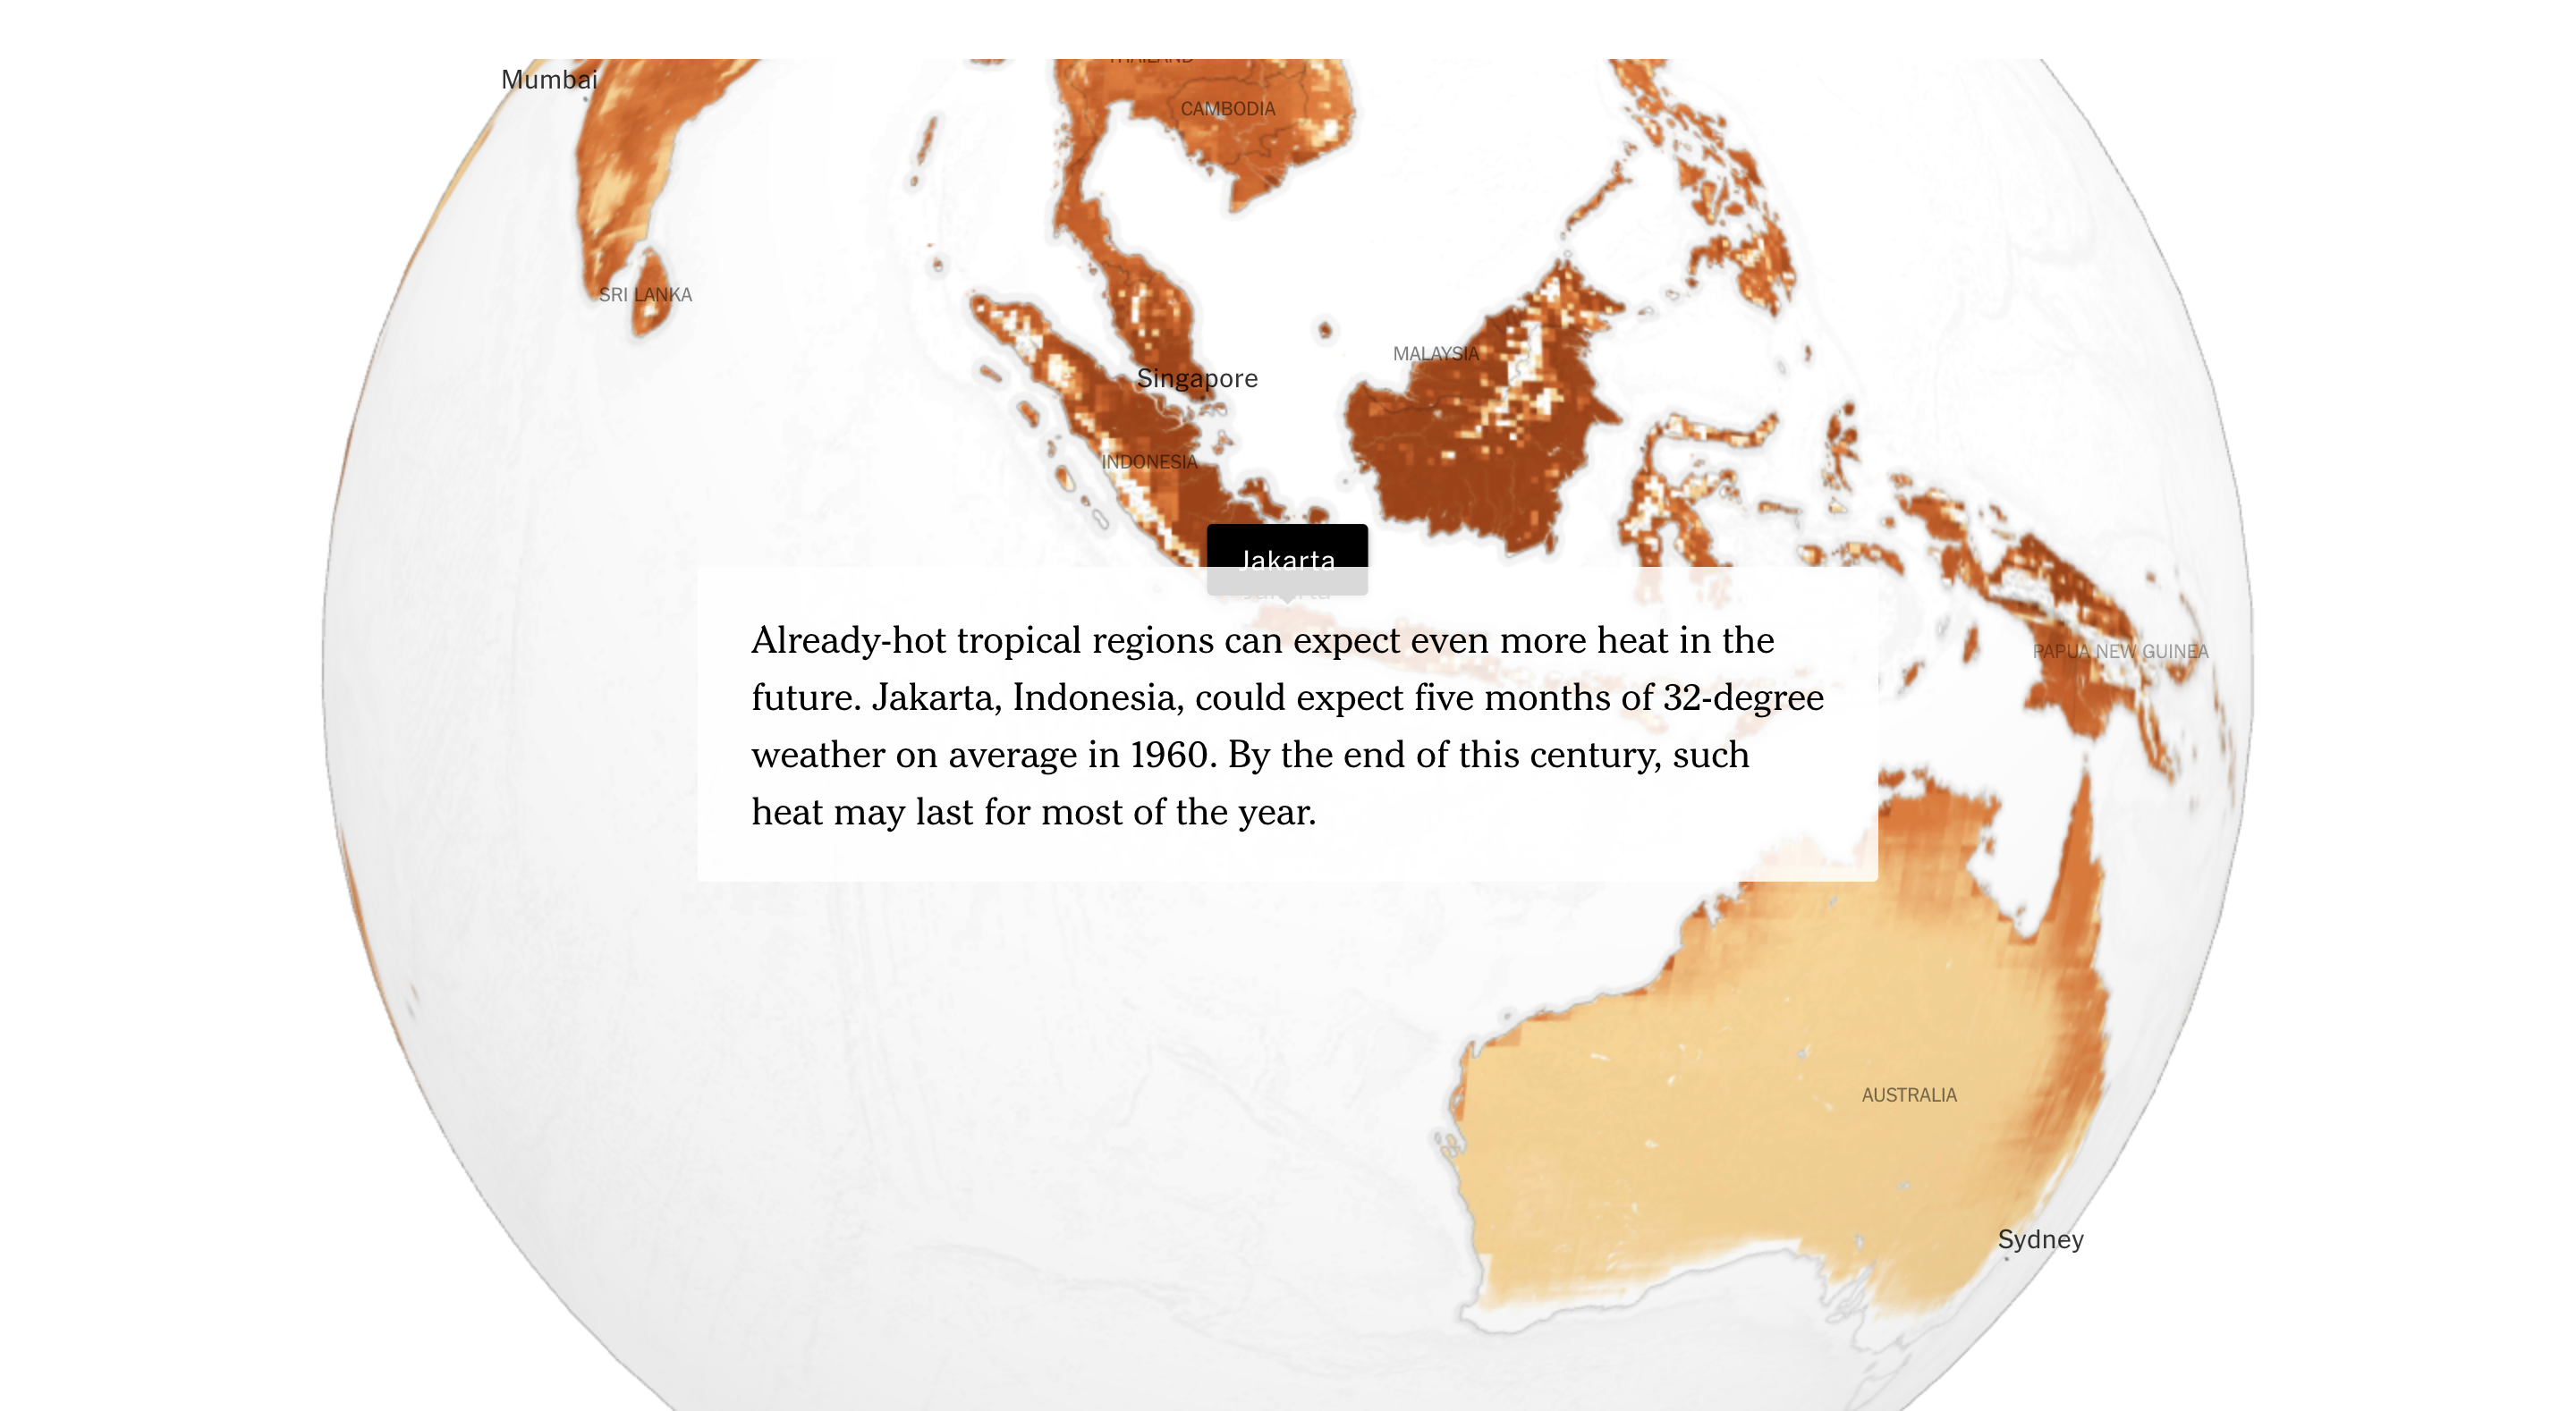 Mumbai
THAILAND
CAMBODIA
SRI LANKA
MALAYSIA
Singapore
INDONESIA
Jakarta
Already-hot tropical regions can expect even more heat in the
future. Jakarta, Indonesia, could expect five months of 32-degree
weather on average in 1960. By the end of this century, such
heat may last for most of the year.
PAPUA NEW GUINEA
AUSTRALIA
Sydney